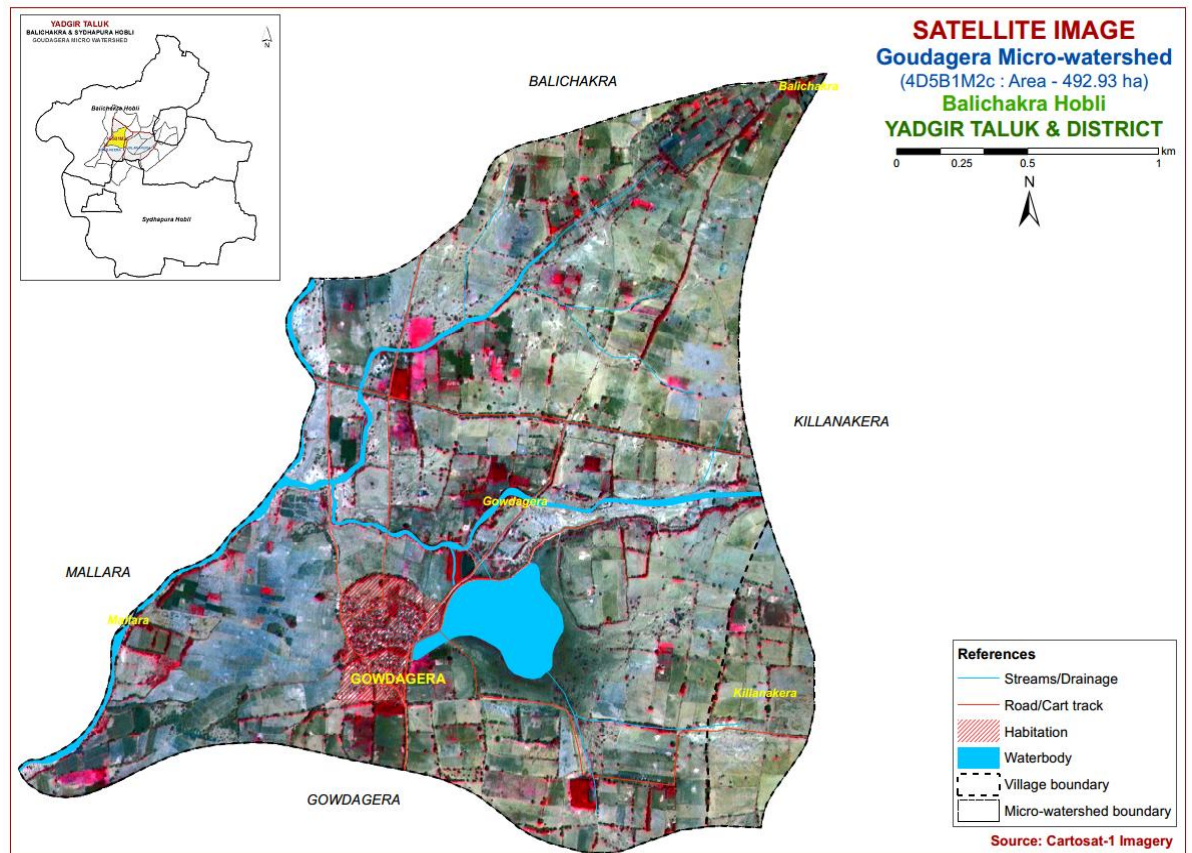 YADGIR TALUK
BALICHAKRA & SYDHAPURA HOBLI
GOUDAGERA MICRO WATERSHED
N
Balichakra Hobli
Sydhapura Hobli
SATELLITE IMAGE
Goudagera Micro-watershed
(4D5B1M2c : Area - 492.93 ha)
Balichakra Hobli
YADGIR TALUK & DISTRICT
km
0 0.25 0.5 1
N
BALICHAKRA
Balichakra
KILLANAKERA
Gowdagera
MALLARA
Mallara
GOWDAGERA
Killanakera
GOWDAGERA
References
Streams/Drainage
Road/Cart track
Habitation
Waterbody
Village boundary
Micro-watershed boundary
Source: Cartosat-1 Imagery